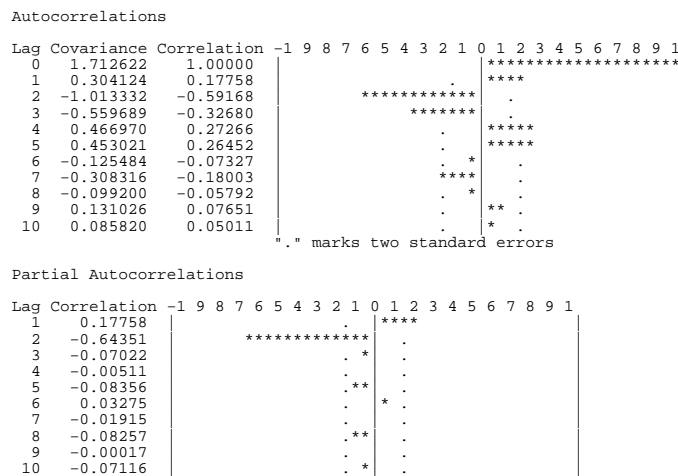 Autocorrelations
Lag Covariance Correlation -1 9 8 7 6 5 4 3 2 1 0 1 2 3 4 5 6 7 8 9 1
0 1.712622 1.00000 | |********************|
1 0.304124 0.17758 | . |**** |
2 -1.013332 -0.59168 | ************| . |
3 -0.559689 -0.32680 | *******| . |
4 0.466970 0.27266 | . |***** |
5 0.453021 0.26452 | . |***** |
6 -0.125484 -0.07327 | . *| . |
7 -0.308316 -0.18003 | ****| . |
8 -0.099200 -0.05792 | . *| . |
9 0.131026 0.07651 | . |** . |
10 0.085820 0.05011 | . |* . |
"." marks two standard errors
Partial Autocorrelations
Lag Correlation -1 9 8 7 6 5 4 3 2 1 0 1 2 3 4 5 6 7 8 9 1
1 0.17758 | . |**** |
2 -0.64351 | *************| . |
3 -0.07022 | . *| . |
4 -0.00511 | . | . |
5 -0.08356 | .**| . |
6 0.03275 | . |* . |
7 -0.01915 | . | . |
8 -0.08257 | .**| . |
9 -0.00017 | . | . |
10 -0.07116 | . *| . |